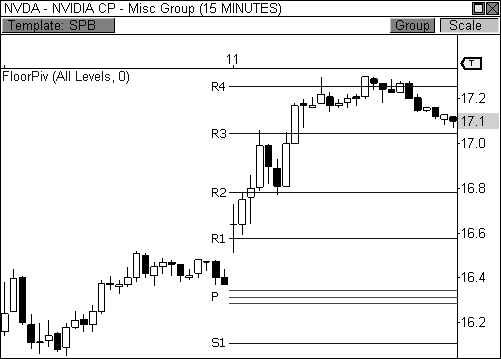 NVDA - NVIDIA CP - Misc Group (15 MINUTES)
Template: SPB Group Scale
11 T
FloorPiv (All Levels, 0)
R4
17.2
17.1
R3
17.0
R2
16.8
R1
16.6
16.4
P
16.2
S1